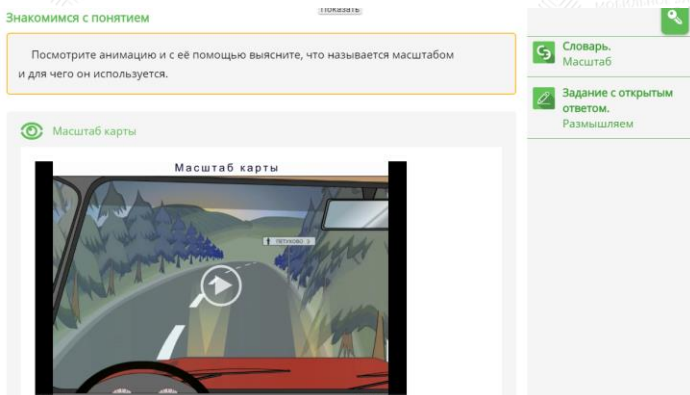 показать
Знакомимся с понятием
Посмотрите анимацию и с её помощью выясните, что называется масштабом
и для чего он используется.
Масштаб карты
Масштаб карты
Словарь.
Масштаб
Задание с открытым
ответом.
Размышляем